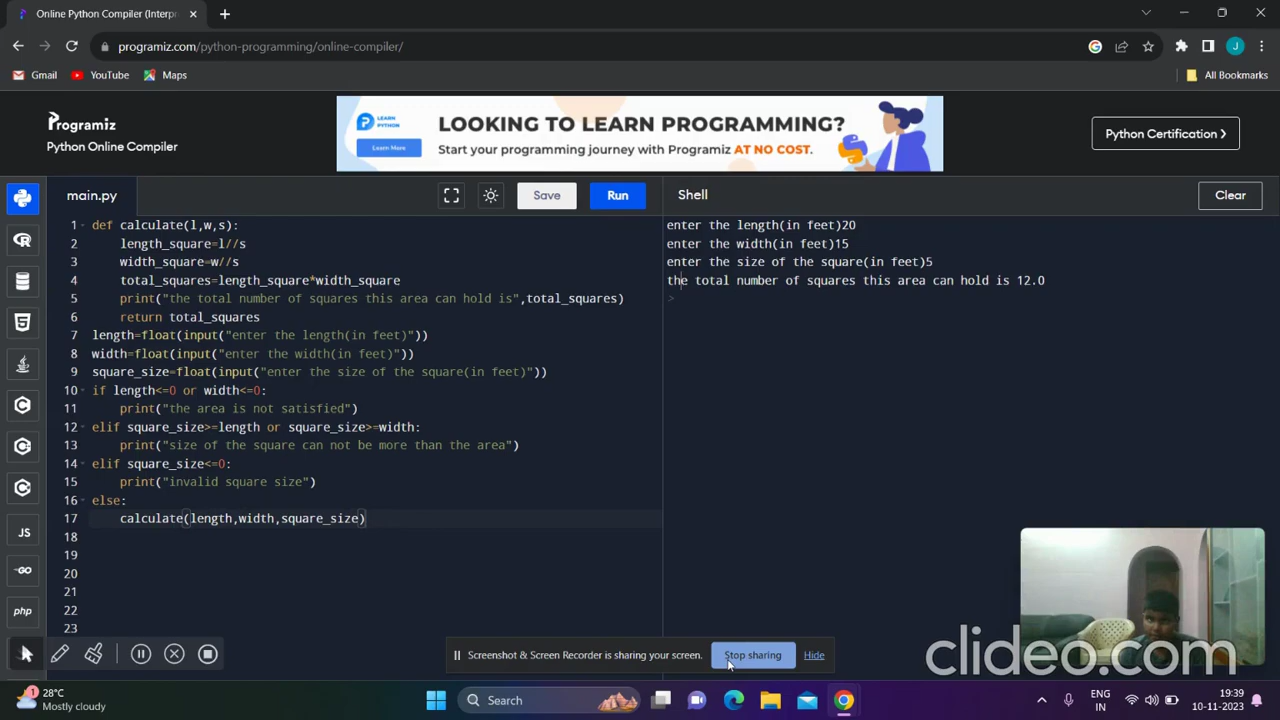 Online Python Compiler (Interpr
programiz.com/python-programming/online-compiler/
J
Gmail
YouTube
Maps
All Bookmarks
Programiz
Python Online Compiler
LEARN
PYTHON
Learn More
LOOKING TO LEARN PROGRAMMING?
Start your programming journey with Programiz AT NO COST.
Python Certification
main.py
Save
Run
Shell
Clear
1 def calculate(l,w,s):
2 length_square=l//s
3 width_square=w//s
4 total_squares=length_square*width_square
5 print("the total number of squares this area can hold is",total_squares)
6 return total_squares
7 length=float(input("enter the length(in feet)"))
8 width=float(input("enter the width(in feet)"))
9 square_size=float(input("enter the size of the square(in feet)"))
10 if length<=0 or width<=0:
11 print("the area is not satisfied")
12 elif square_size>=length or square_size>=width:
13 print("size of the square can not be more than the area")
14 elif square_size<=0:
15 print("invalid square size")
16 else:
17 calculate(length,width,square_size)
18
19
20
21
22
23
enter the length(in feet)20
enter the width(in feet)15
enter the size of the square(in feet)5
the total number of squares this area can hold is 12.0
>
JS
GO
php
Screenshot & Screen Recorder is sharing your screen.
Stop sharing
Hide
clideo.com
1
28°C
Mostly cloudy
Search
ENG
IN
19:39
10-11-2023